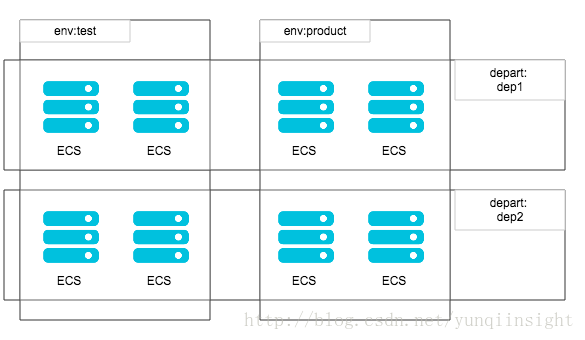 env:test
env:product
depart:
dep1
ECS
ECS
ECS
ECS
depart:
dep2
ECS
ECS
ECS
ECS
http://blog.csdn.net/yunqiinsight